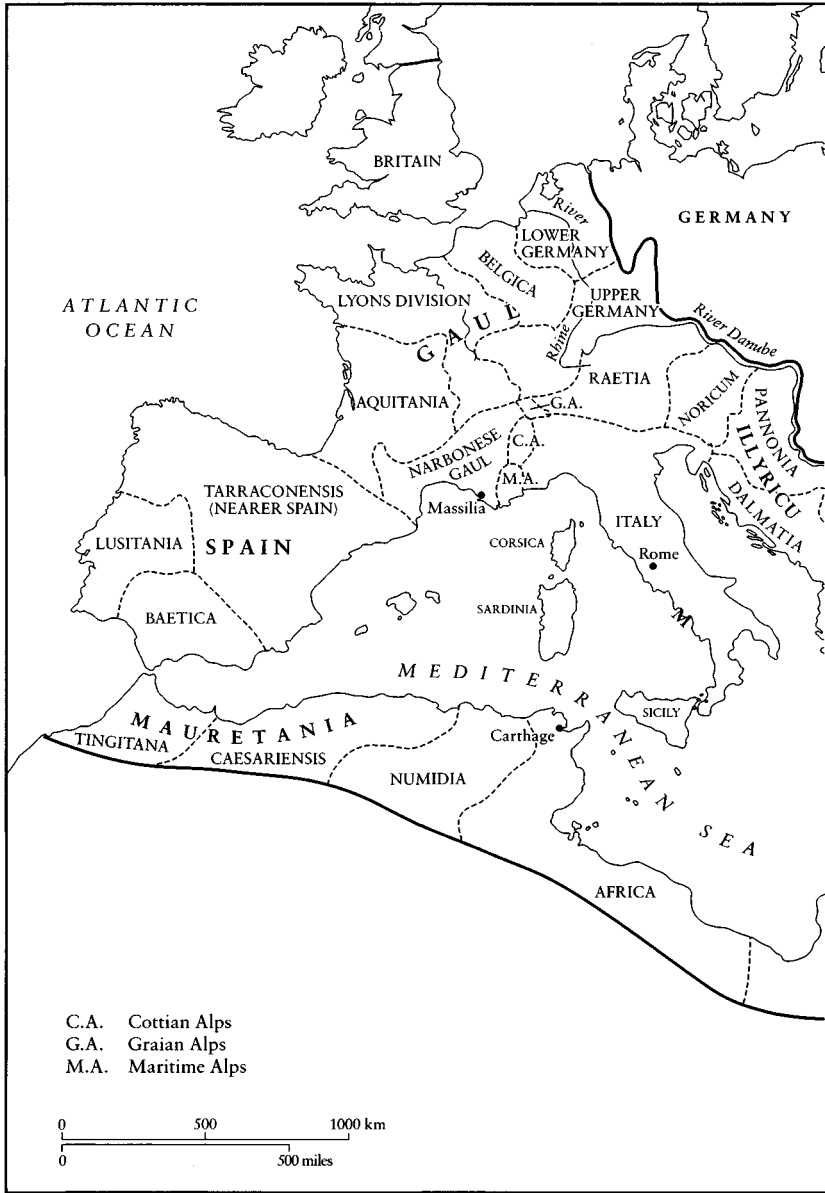 BRITAIN
GERMANY
River
LOWER
GERMANY
BELGICA
LYONS DIVISION
UPPER
GERMANY
ATLANTIC
OCEAN
GAUL
Rhine
River Danube
RAETIA
AQUITANIA
G.A.
NORICUM
PANNONIA
ILLYRICU
C.A.
NARBONESE
GAUL
M.A.
DALMATIA
TARRACONENSIS
(NEARER SPAIN)
Massilia
ITALY
LUSITANIA
SPAIN
CORSICA
Rome
SARDINIA
BAETICA
M
MEDITERRANEAN SEA
SICILY
MAURETANIA
TINGITANA
CAESARIENSIS
Carthage
NUMIDIA
AFRICA
C.A. Cottian Alps
G.A. Graian Alps
M.A. Maritime Alps
0 500 1000 km
0 500 miles